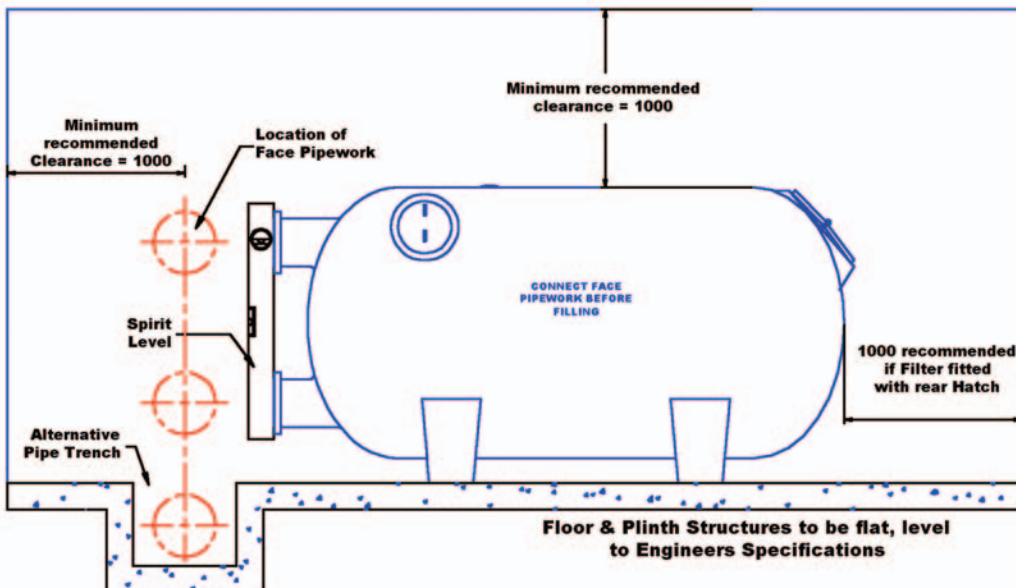 Minimum recommended
clearance = 1000
Minimum
recommended
Clearance = 1000
Location of
Face Pipework
CONNECT FACE
PIPEWORK BEFORE
FILLING
Spirit
Level
1000 recommended
if Filter fitted
with rear Hatch
Alternative
Pipe Trench
Floor & Plinth Structures to be flat, level
to Engineers Specifications